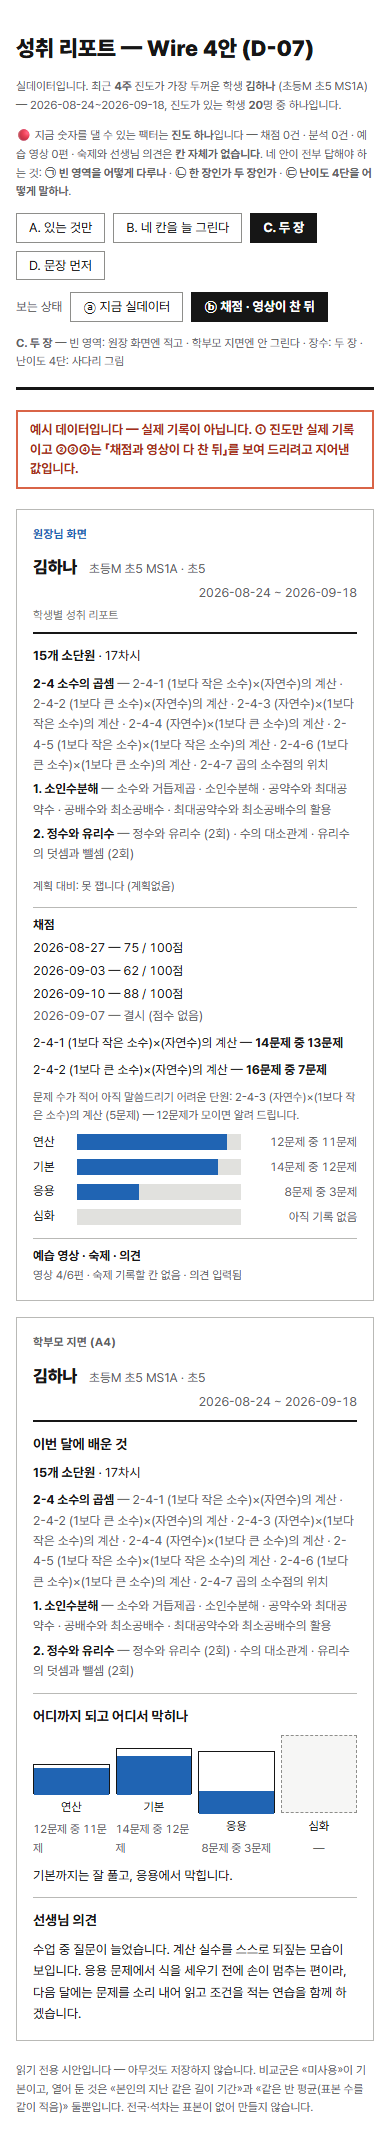 성취 리포트 — Wire 4안 (D-07)
실데이터입니다. 최근 4주 진도가 가장 두꺼운 학생 김하나 (초등M 초5 MS1A)
— 2026-08-24~2026-09-18, 진도가 있는 학생 20명 중 하나입니다.
🔴 지금 숫자를 댈 수 있는 팩터는 진도 하나입니다 — 채점 0건 · 분석 0건 · 예
습 영상 0편 · 숙제와 선생님 의견은 칸 자체가 없습니다. 네 안이 전부 답해야 하
는 것: ㉠ 빈 영역을 어떻게 다루나 · ㉡ 한 장인가 두 장인가 · ㉢ 난이도 4단을 어
떻게 말하나.
A. 있는 것만
B. 네 칸을 늘 그린다
C. 두 장
D. 문장 먼저
보는 상태
ⓐ 지금 실데이터
ⓑ 채점 · 영상이 찬 뒤
C. 두 장 — 빈 영역: 원장 화면엔 적고 · 학부모 지면엔 안 그린다 · 장수: 두 장 ·
난이도 4단: 사다리 그림
예시 데이터입니다 — 실제 기록이 아닙니다. ① 진도만 실제 기록
이고 ②③④는 「채점과 영상이 다 찬 뒤」를 보여 드리려고 지어낸
값입니다.
원장님 화면
김하나 초등M 초5 MS1A · 초5
2026-08-24 ~ 2026-09-18
학생별 성취 리포트
15개 소단원 · 17차시
2-4 소수의 곱셈 — 2-4-1 (1보다 작은 소수)×(자연수)의 계산 ·
2-4-2 (1보다 큰 소수)×(자연수)의 계산 · 2-4-3 (자연수)×(1보다
작은 소수)의 계산 · 2-4-4 (자연수)×(1보다 큰 소수)의 계산 · 2-
4-5 (1보다 작은 소수)×(1보다 작은 소수)의 계산 · 2-4-6 (1보다
큰 소수)×(1보다 큰 소수)의 계산 · 2-4-7 곱의 소수점의 위치
1. 소인수분해 — 소수와 거듭제곱 · 소인수분해 · 공약수와 최대공
약수 · 공배수와 최소공배수 · 최대공약수와 최소공배수의 활용
2. 정수와 유리수 — 정수와 유리수 (2회) · 수의 대소관계 · 유리수
의 덧셈과 뺄셈 (2회)
계획 대비: 못 잽니다 (계획없음)
채점
2026-08-27 — 75 / 100점
2026-09-03 — 62 / 100점
2026-09-10 — 88 / 100점
2026-09-07 — 결시 (점수 없음)
2-4-1 (1보다 작은 소수)×(자연수)의 계산 — 14문제 중 13문제
2-4-2 (1보다 큰 소수)×(자연수)의 계산 — 16문제 중 7문제
문제 수가 적어 아직 말씀드리기 어려운 단원: 2-4-3 (자연수)×(1보다 작
은 소수)의 계산 (5문제) — 12문제가 모이면 알려 드립니다.
연산 12문제 중 11문제
기본 14문제 중 12문제
응용 8문제 중 3문제
심화 아직 기록 없음
예습 영상 · 숙제 · 의견
영상 4/6편 · 숙제 기록할 칸 없음 · 의견 입력됨
학부모 지면 (A4)
김하나 초등M 초5 MS1A · 초5
2026-08-24 ~ 2026-09-18
이번 달에 배운 것
15개 소단원 · 17차시
2-4 소수의 곱셈 — 2-4-1 (1보다 작은 소수)×(자연수)의 계산 ·
2-4-2 (1보다 큰 소수)×(자연수)의 계산 · 2-4-3 (자연수)×(1보다
작은 소수)의 계산 · 2-4-4 (자연수)×(1보다 큰 소수)의 계산 · 2-
4-5 (1보다 작은 소수)×(1보다 작은 소수)의 계산 · 2-4-6 (1보다
큰 소수)×(1보다 큰 소수)의 계산 · 2-4-7 곱의 소수점의 위치
1. 소인수분해 — 소수와 거듭제곱 · 소인수분해 · 공약수와 최대공
약수 · 공배수와 최소공배수 · 최대공약수와 최소공배수의 활용
2. 정수와 유리수 — 정수와 유리수 (2회) · 수의 대소관계 · 유리수
의 덧셈과 뺄셈 (2회)
어디까지 되고 어디서 막히나
연산
12문제 중 11문
제
기본
14문제 중 12문
제
응용
8문제 중 3문제
심화
—
기본까지는 잘 풀고, 응용에서 막힙니다.
선생님 의견
수업 중 질문이 늘었습니다. 계산 실수를 스스로 되짚는 모습이
보입니다. 응용 문제에서 식을 세우기 전에 손이 멈추는 편이라,
다음 달에는 문제를 소리 내어 읽고 조건을 적는 연습을 함께 하
겠습니다.
읽기 전용 시안입니다 — 아무것도 저장하지 않습니다. 비교군은 «미사용»이 기
본이고, 열어 둔 것은 «본인의 지난 같은 길이 기간»과 «같은 반 평균(표본 수를
같이 적음)» 둘뿐입니다. 전국·석차는 표본이 없어 만들지 않습니다.